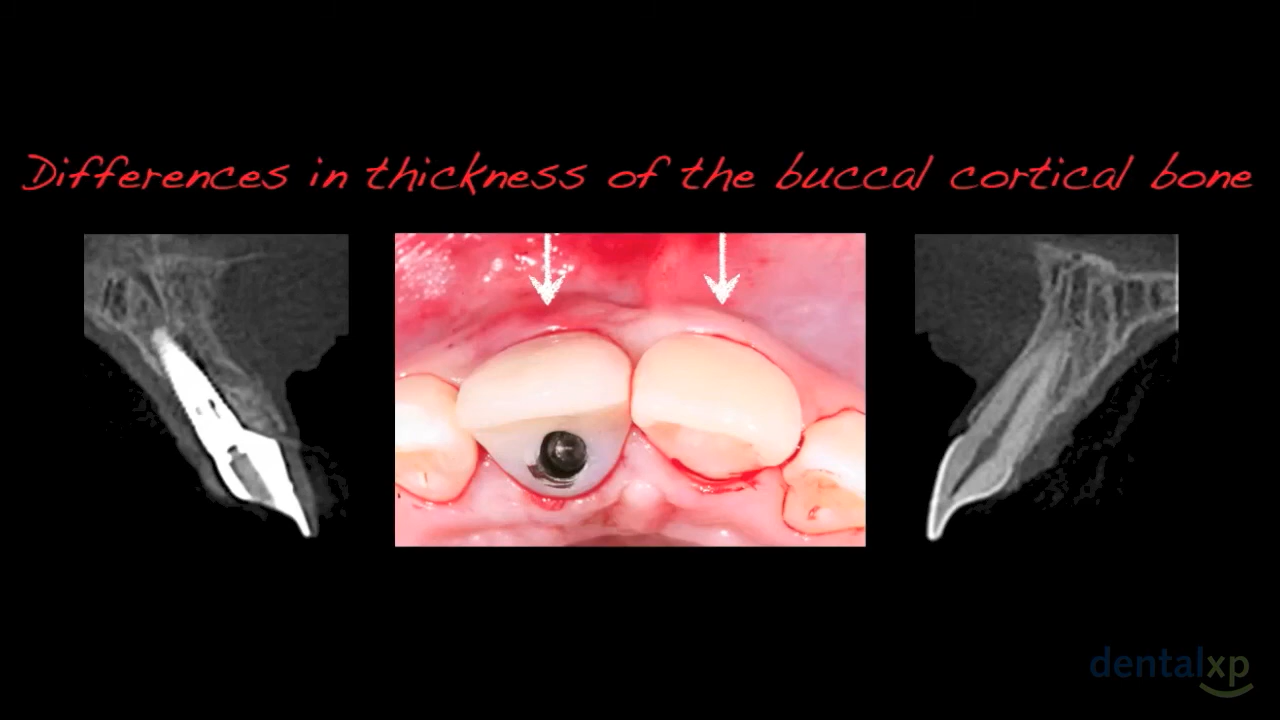 Differences in thickness of the buccal cortical bone
dentalxp